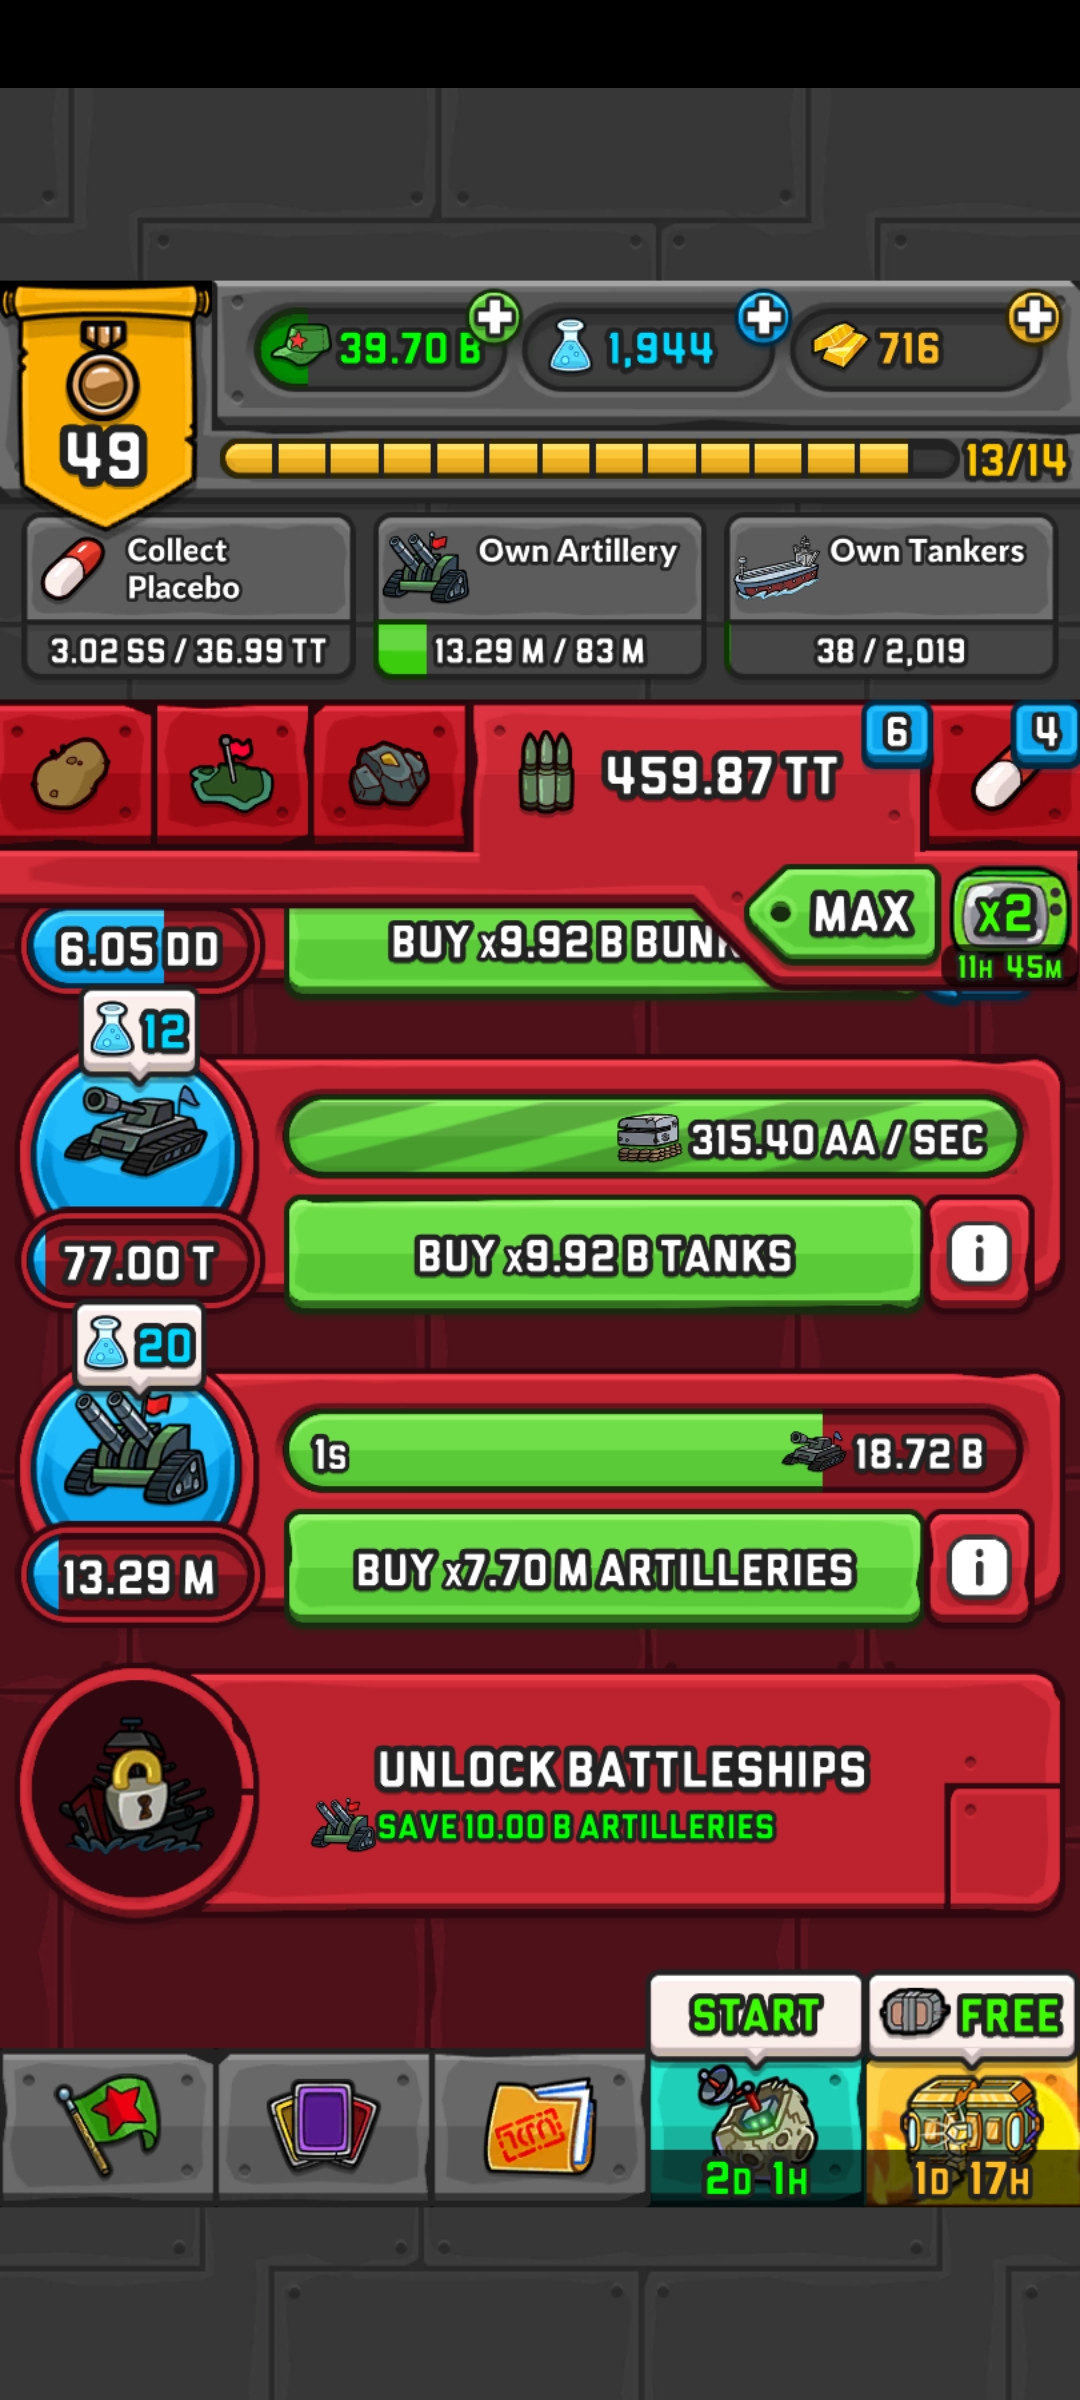 39.70 B
1,944
716
49
13/14
Collect
Placebo
Own Artillery
Own Tankers
3.02 SS / 36.99 TT
13.29 M / 83 M
38 / 2,019
459.87 TT
6
4
MAX
x2
11H 45M
6.05 DD
BUY x9.92 B
12
315.40 AA / SEC
77.00 T
BUY x9.92 B TANKS
i
20
1s
18.72 B
13.29 M
BUY x7.70 M ARTILLERIES
i
UNLOCK BATTLESHIPS
SAVE 10.00 B ARTILLERIES
START
FREE
2D 1H
1D 17H